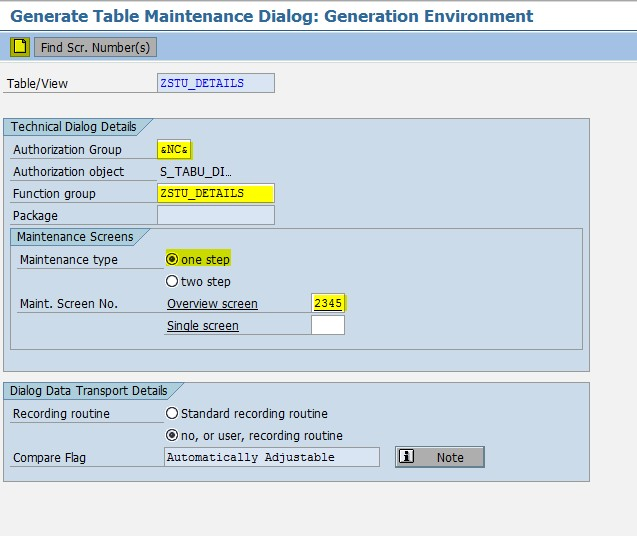 Generate Table Maintenance Dialog: Generation Environment
Find Scr. Number(s)
Table/View ZSTU_DETAILS
Technical Dialog Details
Authorization Group &NC&
Authorization object S_TABU_DI...
Function group ZSTU_DETAILS
Package
Maintenance Screens
Maintenance type one step
two step
Maint. Screen No. Overview screen 2345
Single screen
Dialog Data Transport Details
Recording routine Standard recording routine
no, or user, recording routine
Compare Flag Automatically Adjustable Note